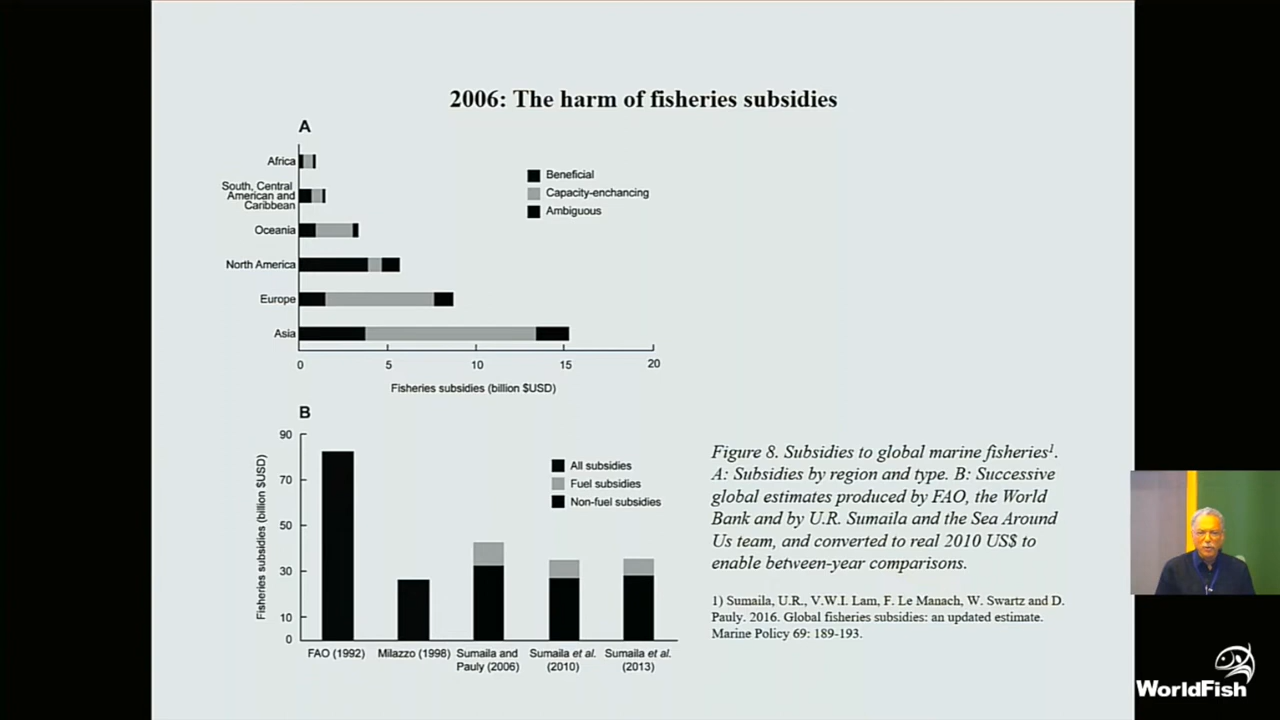 2006: The harm of fisheries subsidies
A
Africa
South, Central
American and
Caribbean
Oceania
North America
Europe
Asia
Beneficial
Capacity-enchancing
Ambiguous
0 5 10 15 20
Fisheries subsidies (billion $USD)
B
Fisheries subsidies (billion $USD)
90
70
50
30
10
0
All subsidies
Fuel subsidies
Non-fuel subsidies
FAO (1992) Milazzo (1998) Sumaila and Sumaila et al. Sumaila et al.
Pauly (2006) (2010) (2013)
Figure 8. Subsidies to global marine fisheries1.
A: Subsidies by region and type. B: Successive
global estimates produced by FAO, the World
Bank and by U.R. Sumaila and the Sea Around
Us team, and converted to real 2010 US$ to
enable between-year comparisons.
1) Sumaila, U.R., V.W.I. Lam, F. Le Manach, W. Swartz and D.
Pauly. 2016. Global fisheries subsidies: an updated estimate.
Marine Policy 69: 189-193.
WorldFish